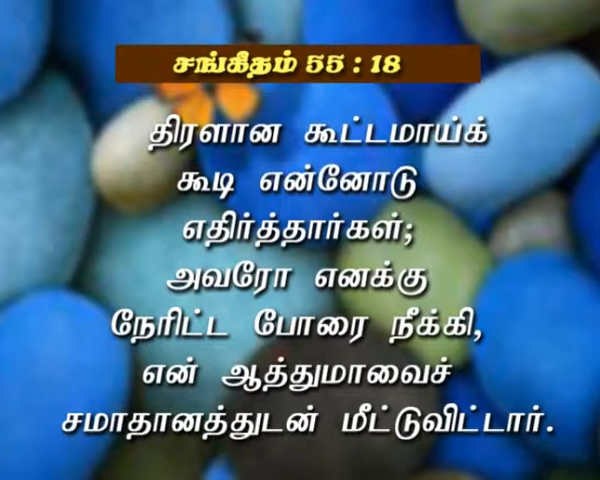 சங்கீதம் 55 : 18
திரளான கூட்டமாய்க்
கூடி என்னோடு
எதிர்த்தார்கள்;
அவரோ எனக்கு
நேரிட்ட போரை நீக்கி,
என் ஆத்துமாவைச்
சமாதானத்துடன் மீட்டுவிட்டார்.